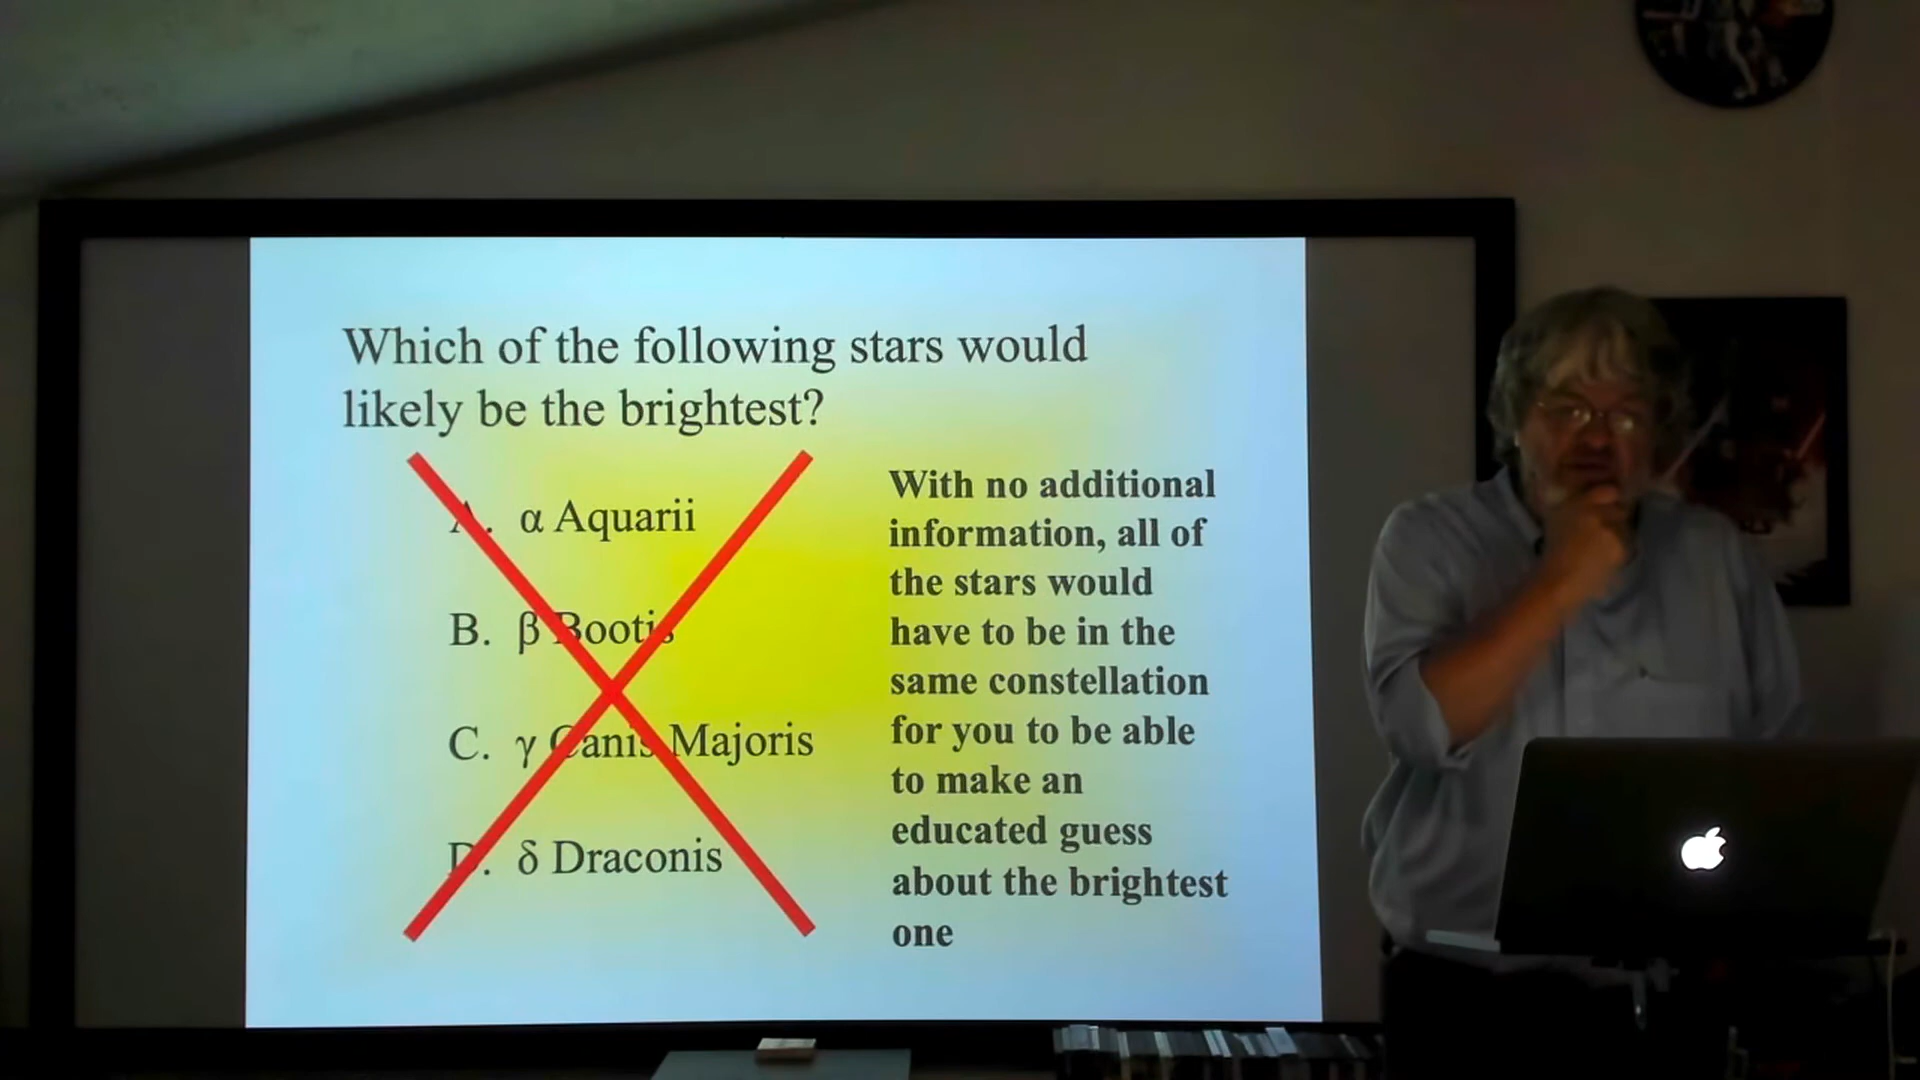 Which of the following stars would
likely be the brightest?
A. α Aquarii
B. β Bootis
C. γ Canis Majoris
D. δ Draconis
With no additional
information, all of
the stars would
have to be in the
same constellation
for you to be able
to make an
educated guess
about the brightest
one